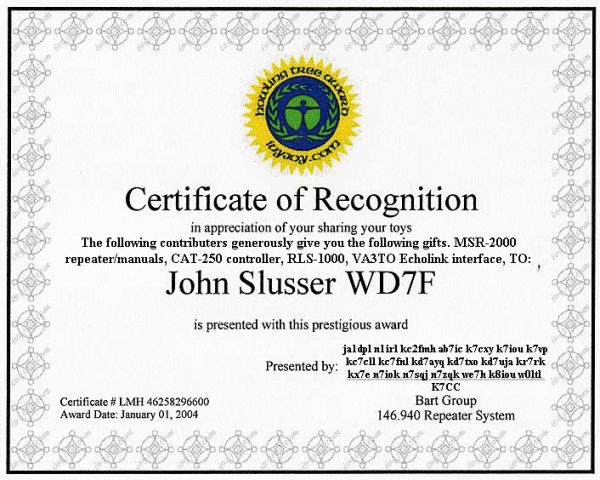 HOWLING TREE AWARD
ivyjoy.com
Certificate of Recognition
in appreciation of your sharing your toys
The following contributers generously give you the following gifts. MSR-2000
repeater/manuals, CAT-250 controller, RLS-1000, VA3TO Echolink interface, TO:
John Slusser WD7F
is presented with this prestigious award
ja1dpl n1irl kc2fmh ab7ic k7cxy k7iou k7vp
Presented by: kc7cll kc7fnl kd7ayq kd7txo kd7uja kr7rk
kx7e n7iok n7sqj n7zqk we7h k8iou w0ltl
K7CC
Certificate # LMH 46258296600 Bart Group
Award Date: January 01, 2004 146.940 Repeater System